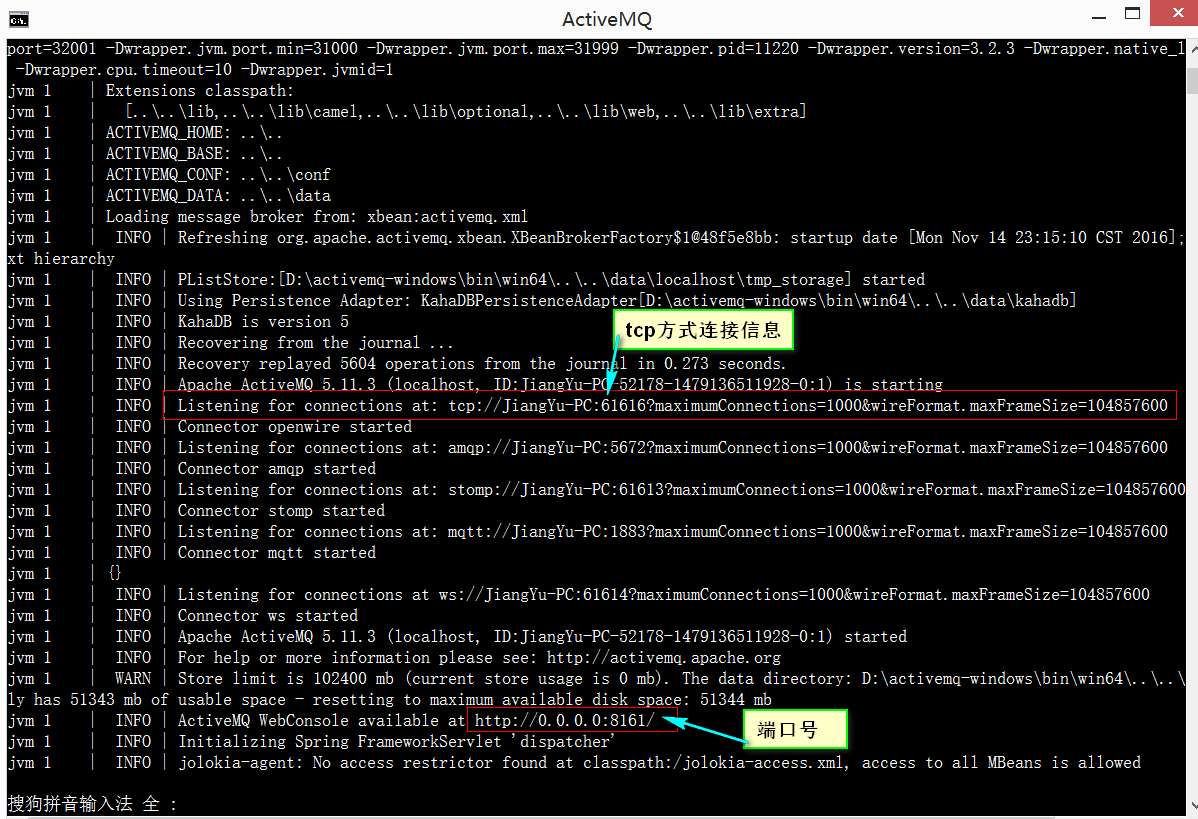 ActiveMQ
port=32001 -Dwrapper.jvm.port.min=31000 -Dwrapper.jvm.port.max=31999 -Dwrapper.pid=11220 -Dwrapper.version=3.2.3 -Dwrapper.native_l
-Dwrapper.cpu.timeout=10 -Dwrapper.jvmid=1
jvm 1    | Extensions classpath:
jvm 1    |   [..\..\lib,..\..\lib\camel,..\..\lib\optional,..\..\lib\web,..\..\lib\extra]
jvm 1    | ACTIVEMQ_HOME: ..\..
jvm 1    | ACTIVEMQ_BASE: ..\..
jvm 1    | ACTIVEMQ_CONF: ..\..\conf
jvm 1    | ACTIVEMQ_DATA: ..\..\data
jvm 1    | Loading message broker from: xbean:activemq.xml
jvm 1    |  INFO | Refreshing org.apache.activemq.xbean.XBeanBrokerFactory$1@48f5e8bb: startup date [Mon Nov 14 23:15:10 CST 2016];
xt hierarchy
jvm 1    |  INFO | PListStore:[D:\activemq-windows\bin\win64\..\..\data\localhost\tmp_storage] started
jvm 1    |  INFO | Using Persistence Adapter: KahaDBPersistenceAdapter[D:\activemq-windows\bin\win64\..\..\data\kahadb]
jvm 1    |  INFO | KahaDB is version 5
tcp方式连接信息
jvm 1    |  INFO | Recovering from the journal ...
jvm 1    |  INFO | Recovery replayed 5604 operations from the journal in 0.273 seconds.
jvm 1    |  INFO | Apache ActiveMQ 5.11.3 (localhost, ID:JiangYu-PC-52178-1479136511928-0:1) is starting
jvm 1    |  INFO | Listening for connections at: tcp://JiangYu-PC:61616?maximumConnections=1000&wireFormat.maxFrameSize=104857600
jvm 1    |  INFO | Connector openwire started
jvm 1    |  INFO | Listening for connections at: amqp://JiangYu-PC:5672?maximumConnections=1000&wireFormat.maxFrameSize=104857600
jvm 1    |  INFO | Connector amqp started
jvm 1    |  INFO | Listening for connections at: stomp://JiangYu-PC:61613?maximumConnections=1000&wireFormat.maxFrameSize=104857600
jvm 1    |  INFO | Connector stomp started
jvm 1    |  INFO | Listening for connections at: mqtt://JiangYu-PC:1883?maximumConnections=1000&wireFormat.maxFrameSize=104857600
jvm 1    |  INFO | Connector mqtt started
jvm 1    | {}
jvm 1    |  INFO | Listening for connections at ws://JiangYu-PC:61614?maximumConnections=1000&wireFormat.maxFrameSize=104857600
jvm 1    |  INFO | Connector ws started
jvm 1    |  INFO | Apache ActiveMQ 5.11.3 (localhost, ID:JiangYu-PC-52178-1479136511928-0:1) started
jvm 1    |  INFO | For help or more information please see: http://activemq.apache.org
jvm 1    |  WARN | Store limit is 102400 mb (current store usage is 0 mb). The data directory: D:\activemq-windows\bin\win64\..\..\
ly has 51343 mb of usable space - resetting to maximum available disk space: 51344 mb
jvm 1    |  INFO | ActiveMQ WebConsole available at http://0.0.0.0:8161/
端口号
jvm 1    |  INFO | Initializing Spring FrameworkServlet 'dispatcher'
jvm 1    |  INFO | jolokia-agent: No access restrictor found at classpath:/jolokia-access.xml, access to all MBeans is allowed
搜狗拼音输入法 全 :